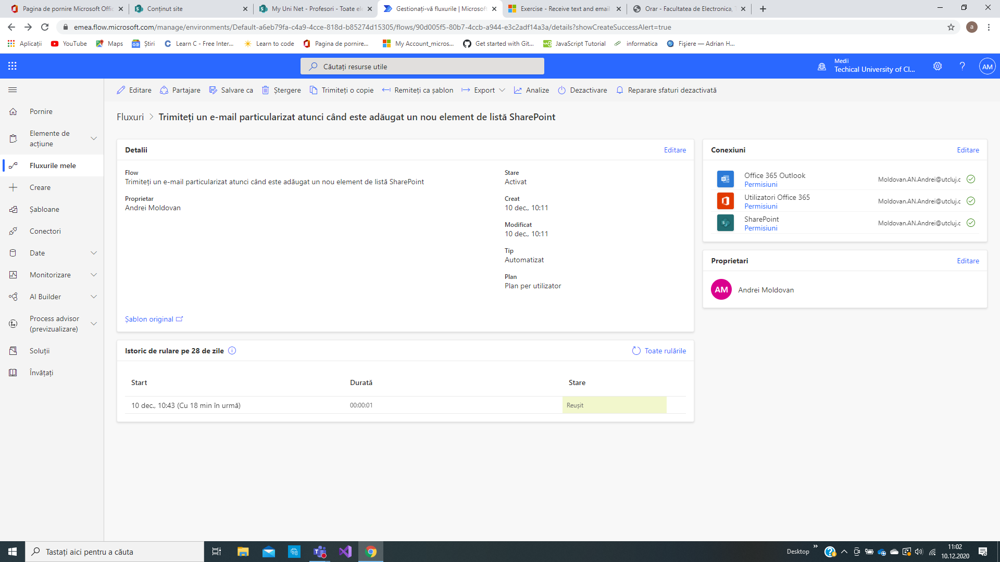 Pagina de pornire Microsoft Offic
Conținut site
My Uni Net - Profesori - Toate el
Gestionați-vă fluxurile | Microsoft
Exercise - Receive text and email
Orar - Facultatea de Electronica, T
emea.flow.microsoft.com/manage/environments/Default-a6eb79fa-c4a9-4cce-818d-b85274d15305/flows/90d005f5-80b7-4ccb-a944-e3c2adf14a3a/details?showCreateSuccessAlert=true
a
Aplicații
YouTube
Maps
Știri
Learn C - Free Inter...
Learn to code
Pagina de pornire...
My Account_micros...
Get started with Git...
JavaScript Tutorial
informatica
Fișiere — Adrian H...
Căutați resurse utile
Medii
Techical University of Cl...
AM
Editare
Partajare
Salvare ca
Ștergere
Trimiteți o copie
Remiteți ca șablon
Export
Analize
Dezactivare
Reparare sfaturi dezactivată
Pornire
Elemente de
acțiune
Fluxurile mele
Creare
Șabloane
Conectori
Date
Monitorizare
AI Builder
Process advisor
(previzualizare)
Soluții
Învățați
Fluxuri > Trimiteți un e-mail particularizat atunci când este adăugat un nou element de listă SharePoint
Detalii
Editare
Flow
Trimiteți un e-mail particularizat atunci când este adăugat un nou element de listă SharePoint
Proprietar
Andrei Moldovan
Stare
Activat
Creat
10 dec., 10:11
Modificat
10 dec., 10:11
Tip
Automatizat
Plan
Plan per utilizator
Șablon original
Conexiuni
Editare
Office 365 Outlook
Permisiuni
Moldovan.AN.Andrei@utcluj.c
Utilizatori Office 365
Permisiuni
Moldovan.AN.Andrei@utcluj.c
SharePoint
Permisiuni
Moldovan.AN.Andrei@utcluj.c
Proprietari
Editare
AM
Andrei Moldovan
Istoric de rulare pe 28 de zile
Toate rulările
Start
Durată
Stare
10 dec., 10:43 (Cu 18 min în urmă)
00:00:01
Reușit
Tastați aici pentru a căuta
Desktop
11:02
10.12.2020